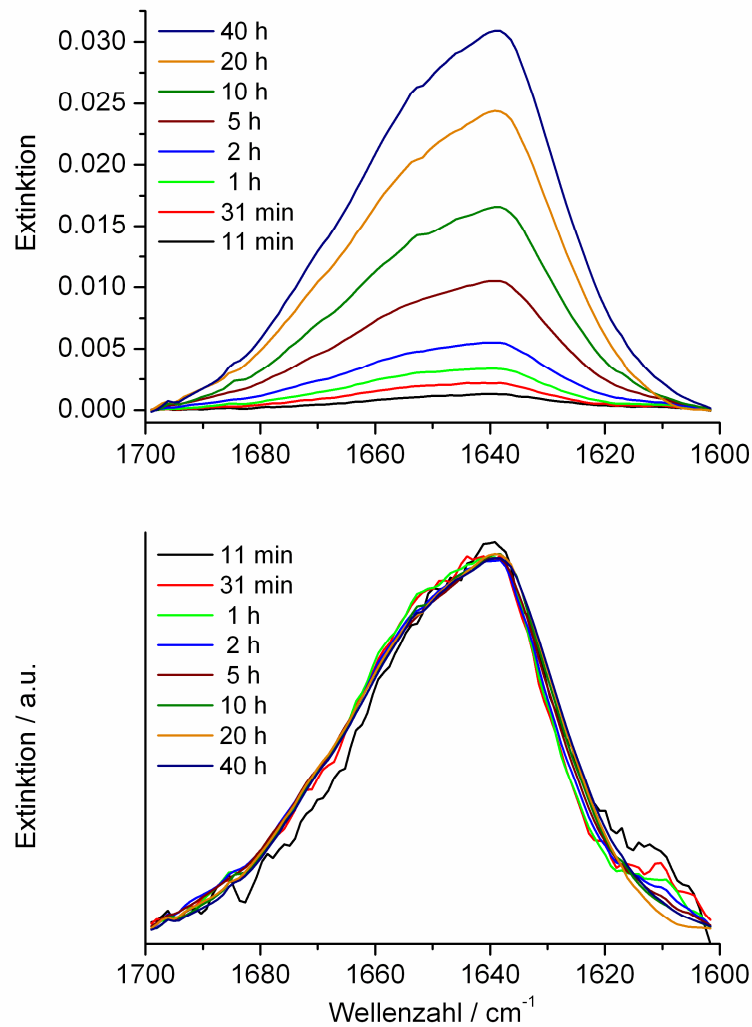 Extinktion
0.030
0.025
0.020
0.015
0.010
0.005
0.000
40 h
20 h
10 h
5 h
2 h
1 h
31 min
11 min
1700 1680 1660 1640 1620 1600
Extinktion / a.u.
11 min
31 min
1 h
2 h
5 h
10 h
20 h
40 h
1700 1680 1660 1640 1620 1600
Wellenzahl / cm⁻¹